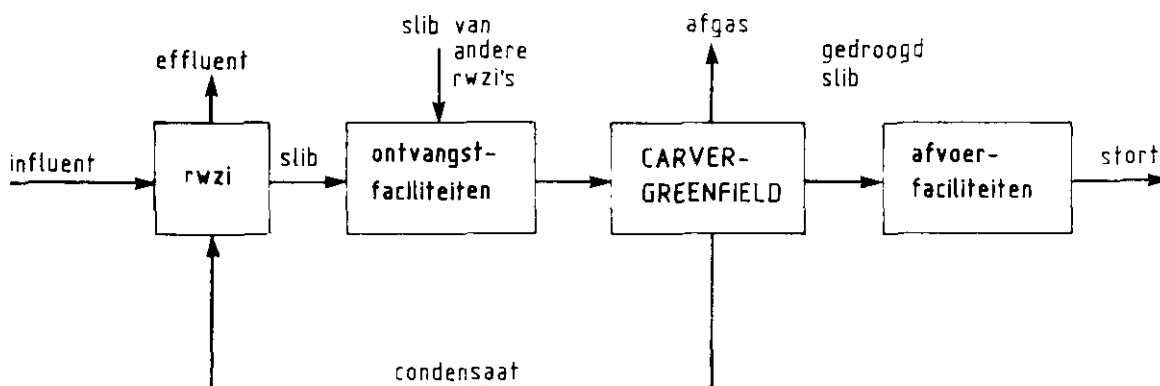 slib van
andere
rwzi's
afgas
effluent
gedroogd
slib
influent
rwzi
slib
ontvangst-
faciliteiten
CARVER-
GREENFIELD
afvoer-
faciliteiten
stort
condensaat